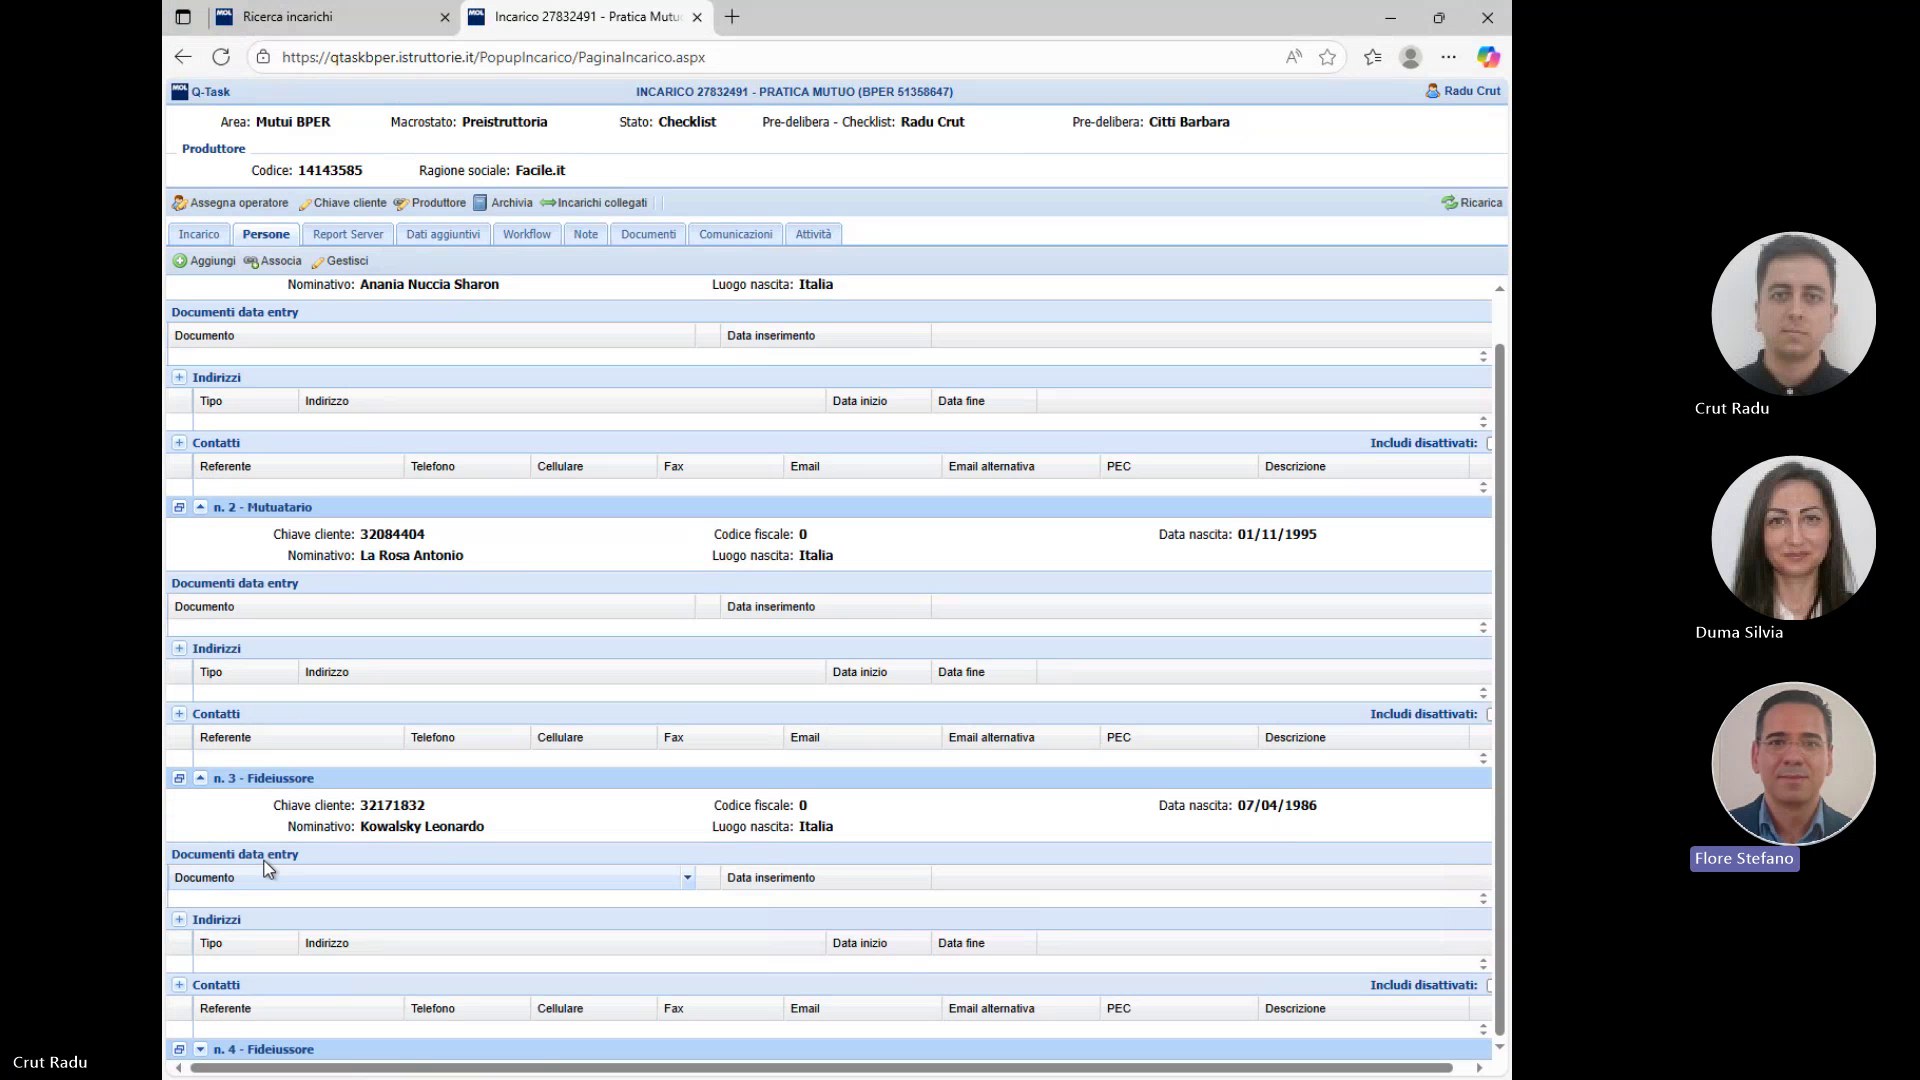 Ricerca incarichi
Incarico 27832491 - Pratica Mutu
https://qtaskbper.istruttorie.it/PopupIncarico/PaginaIncarico.aspx
MOL Q-Task
INCARICO 27832491 - PRATICA MUTUO (BPER 51358647)
Radu Crut
Area: Mutui BPER Macrostato: Preistruttoria Stato: Checklist Pre-delibera - Checklist: Radu Crut Pre-delibera: Citti Barbara
Produttore
Codice: 14143585 Ragione sociale: Facile.it
Assegna operatore Chiave cliente Produttore Archivia Incarichi collegati Ricarica
Incarico Persone Report Server Dati aggiuntivi Workflow Note Documenti Comunicazioni Attività
Aggiungi Associa Gestisci
Nominativo: Anania Nuccia Sharon Luogo nascita: Italia
Documenti data entry
Documento Data inserimento
Indirizzi
Tipo Indirizzo Data inizio Data fine
Contatti Includi disattivati:
Referente Telefono Cellulare Fax Email Email alternativa PEC Descrizione
n. 2 - Mutuatario
Chiave cliente: 32084404 Codice fiscale: 0 Data nascita: 01/11/1995
Nominativo: La Rosa Antonio Luogo nascita: Italia
Documenti data entry
Documento Data inserimento
Indirizzi
Tipo Indirizzo Data inizio Data fine
Contatti Includi disattivati:
Referente Telefono Cellulare Fax Email Email alternativa PEC Descrizione
n. 3 - Fideiussore
Chiave cliente: 32171832 Codice fiscale: 0 Data nascita: 07/04/1986
Nominativo: Kowalsky Leonardo Luogo nascita: Italia
Documenti data entry
Documento Data inserimento
Indirizzi
Tipo Indirizzo Data inizio Data fine
Contatti Includi disattivati:
Referente Telefono Cellulare Fax Email Email alternativa PEC Descrizione
n. 4 - Fideiussore
Crut Radu
Duma Silvia
Flore Stefano
Crut Radu